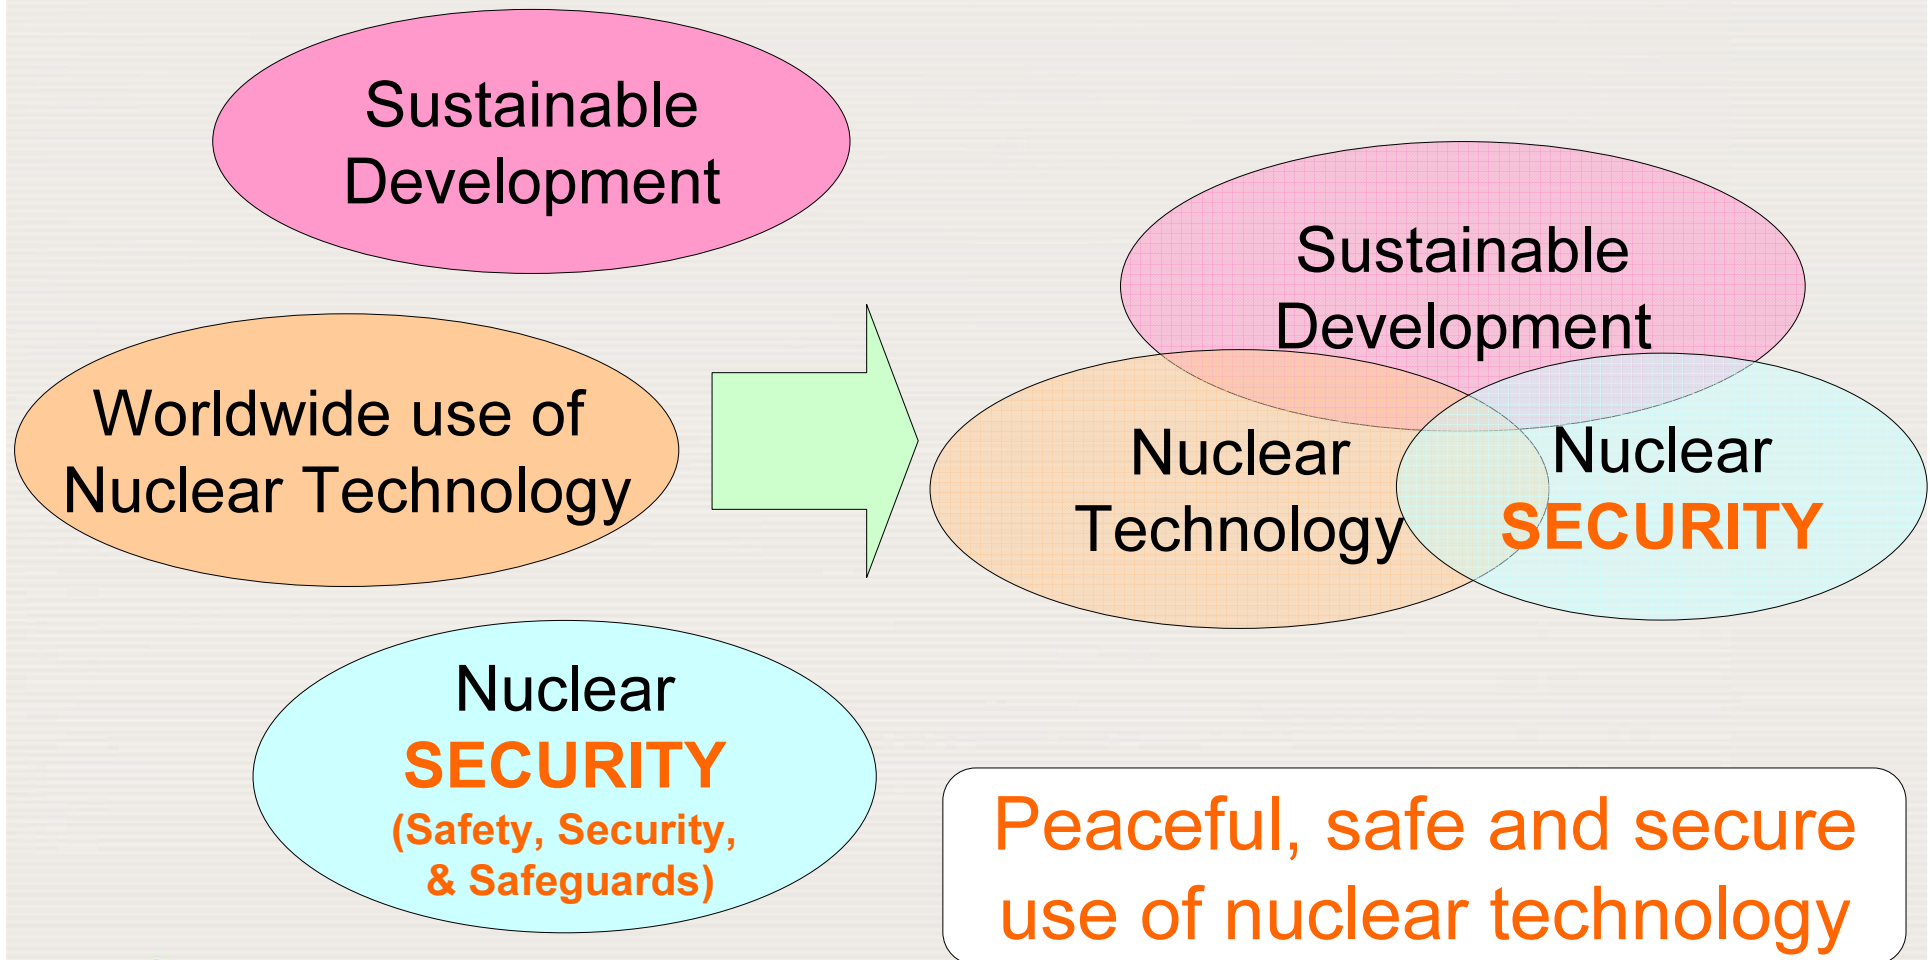 Sustainable
Development
Worldwide use of
Nuclear Technology
Nuclear
SECURITY
(Safety, Security,
& Safeguards)
Sustainable
Development
Nuclear
Technology
Nuclear
SECURITY
Peaceful, safe and secure
use of nuclear technology